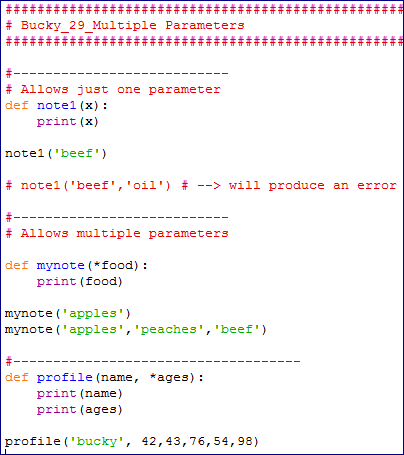 ##################################################
# Bucky_29_Multiple Parameters
##################################################
#---------------------------
# Allows just one parameter
def note1(x):
    print(x)
note1('beef')
# note1('beef','oil') # --> will produce an error
#---------------------------
# Allows multiple parameters
def mynote(*food):
    print(food)
mynote('apples')
mynote('apples','peaches','beef')
#------------------------------------
def profile(name, *ages):
    print(name)
    print(ages)
profile('bucky', 42,43,76,54,98)